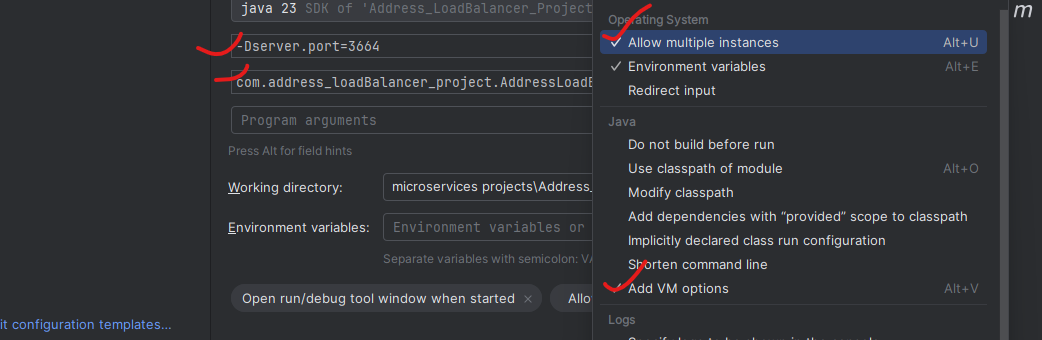 java 23 SDK of 'Address_LoadBalancer_Project
-Dserver.port=3664
com.address_loadBalancer_project.AddressLoadB
Program arguments
Press Alt for field hints
Working directory: microservices projects\Address_
Environment variables: Environment variables or
Separate variables with semicolon: VA
Open run/debug tool window when started × Allo
it configuration templates...
Operating System
Allow multiple instances Alt+U
Environment variables Alt+E
Redirect input
Java
Do not build before run
Use classpath of module Alt+O
Modify classpath
Add dependencies with “provided” scope to classpath
Implicitly declared class run configuration
Shorten command line
Add VM options Alt+V
Logs
m